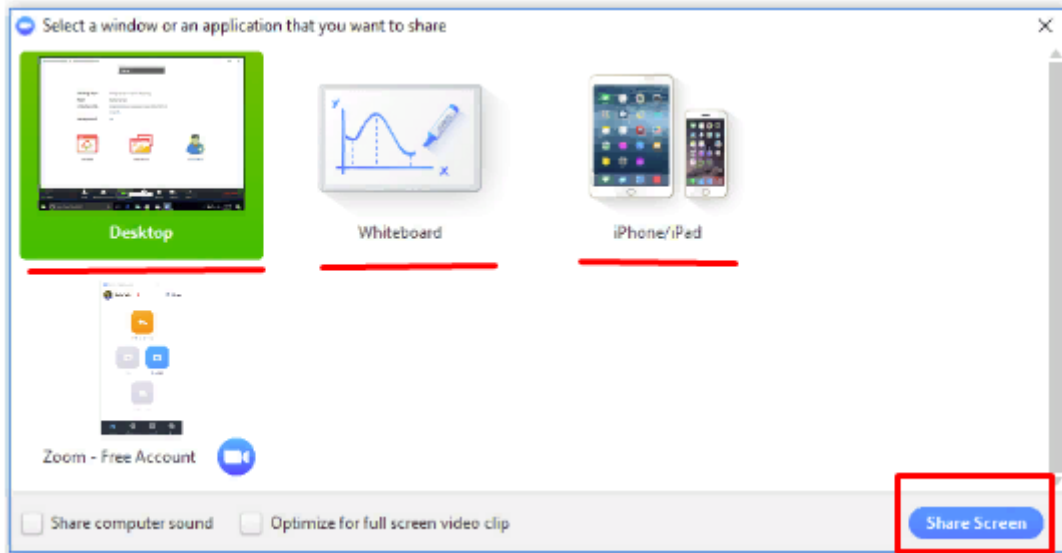 Select a window or an application that you want to share
Desktop
Whiteboard
iPhone/iPad
Zoom - Free Account
Share computer sound
Optimize for full screen video clip
Share Screen